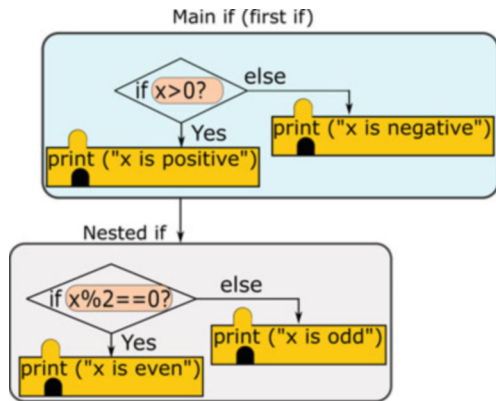 Main if (first if)
if x>0?
else
Yes
print ("x is negative")
print ("x is positive")
Nested if
if x%2==0?
else
Yes
print ("x is odd")
print ("x is even")